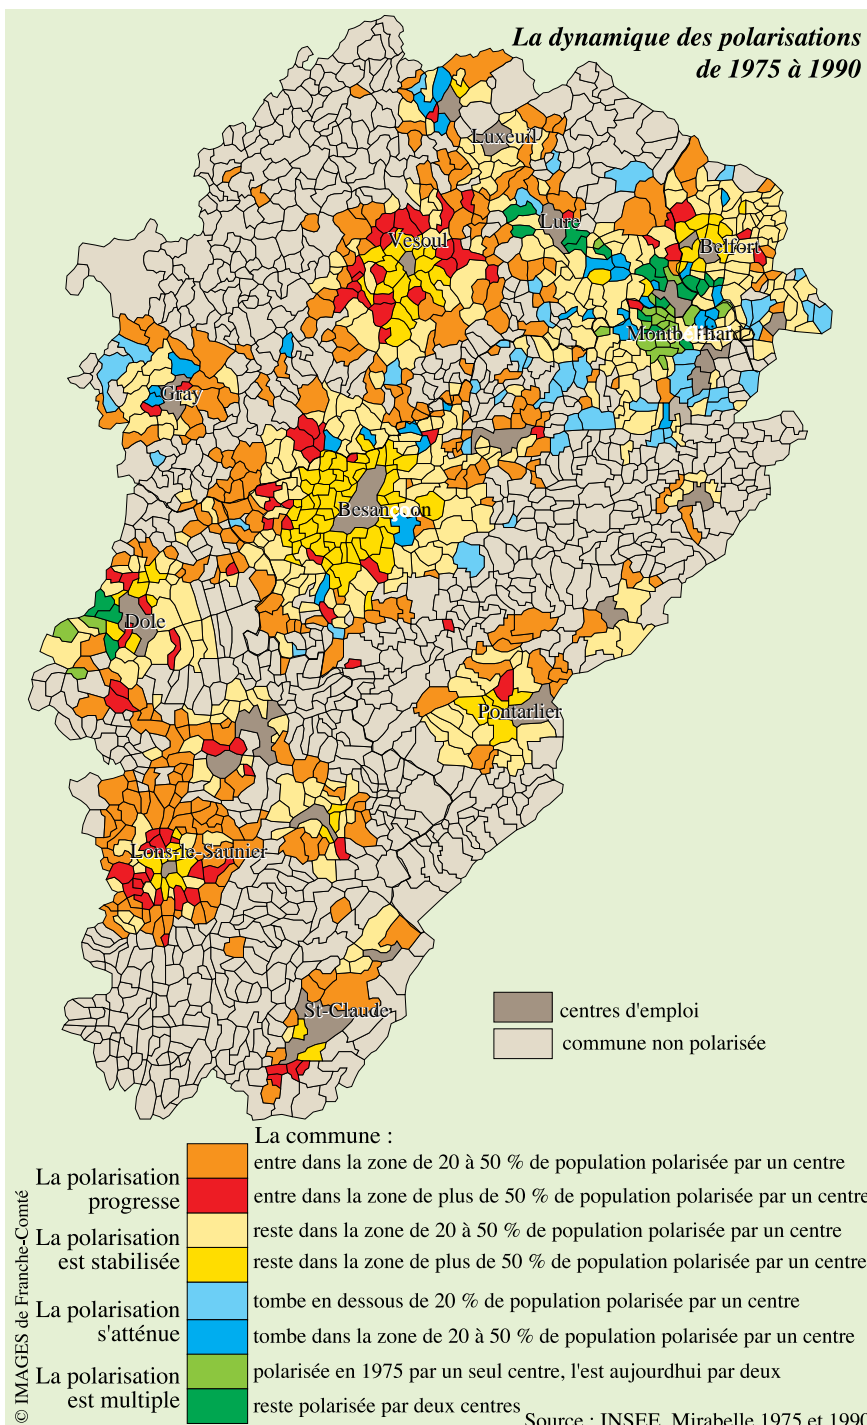 La dynamique des polarisations
de 1975 à 1990
Luxeuil
Lure
Vesoul
Belfort
Montbéliard
Gray
Besançon
Dole
Pontarlier
Lons-le-Saunier
St-Claude
centres d'emploi
commune non polarisée
La commune :
La polarisation
progresse
entre dans la zone de 20 à 50 % de population polarisée par un centre
entre dans la zone de plus de 50 % de population polarisée par un centre
La polarisation
est stabilisée
reste dans la zone de 20 à 50 % de population polarisée par un centre
reste dans la zone de plus de 50 % de population polarisée par un centre
La polarisation
s'atténue
tombe en dessous de 20 % de population polarisée par un centre
tombe dans la zone de 20 à 50 % de population polarisée par un centre
La polarisation
est multiple
polarisée en 1975 par un seul centre, l'est aujourdhui par deux
reste polarisée par deux centres
© IMAGES de Franche-Comté
Source : INSEE, Mirabelle 1975 et 1990